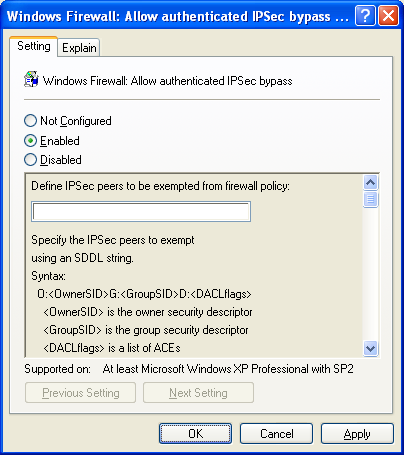 Windows Firewall: Allow authenticated IPSec bypass ...
Setting
Explain
Windows Firewall: Allow authenticated IPSec bypass
Not Configured
Enabled
Disabled
Define IPSec peers to be exempted from firewall policy:
Specify the IPSec peers to exempt
using an SDDL string.
Syntax:
O:<OwnerSID>G:<GroupSID>D:<DACLflags>
<OwnerSID> is the owner security descriptor
<GroupSID> is the group security descriptor
<DACLflags> is a list of ACEs
Supported on: At least Microsoft Windows XP Professional with SP2
Previous Setting
Next Setting
OK
Cancel
Apply